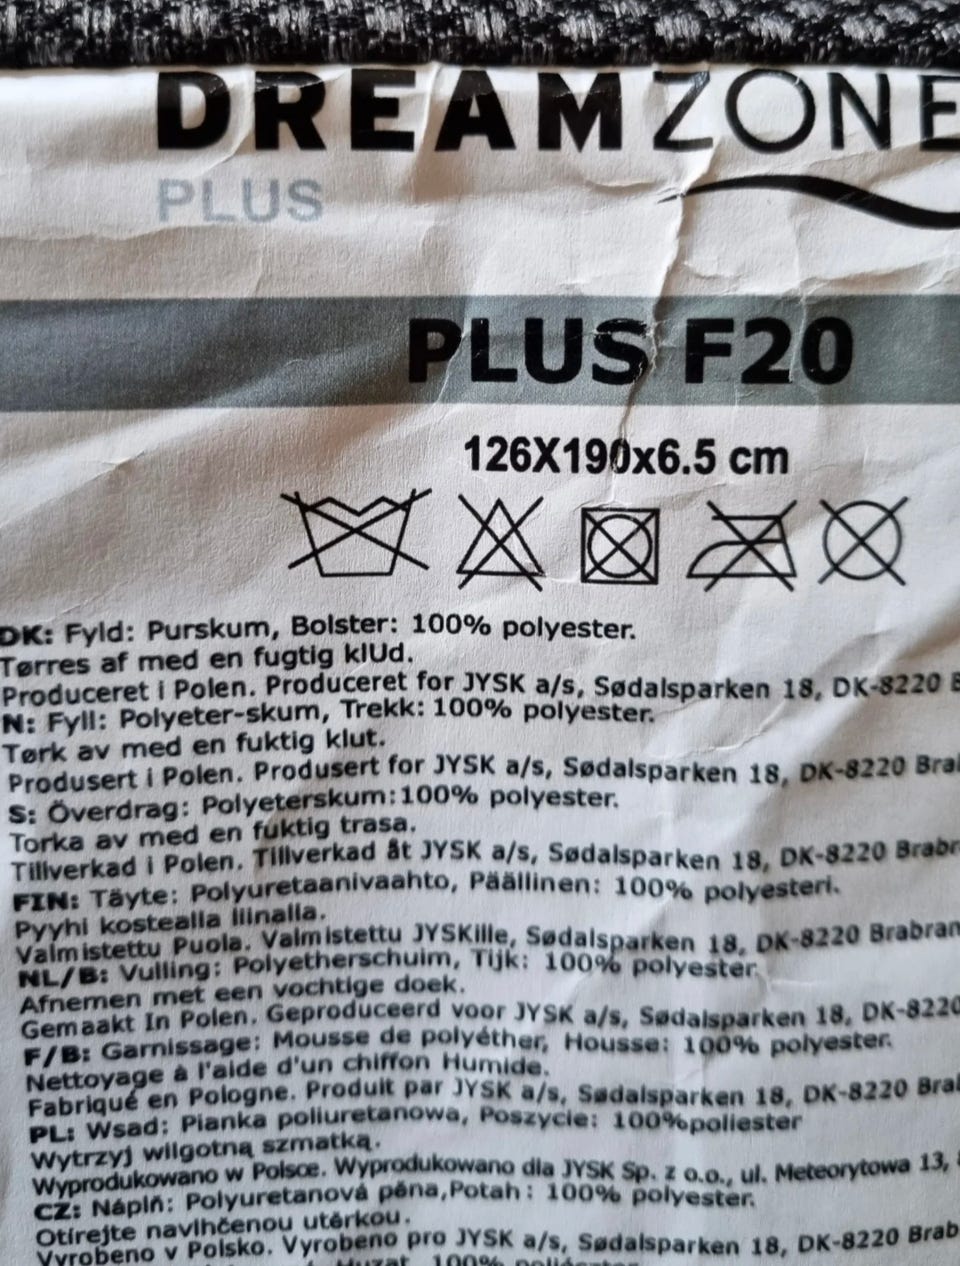 DREAMZONE
PLUS
PLUS F20
126X190x6.5 cm
DK: Fyld: Purskum, Bolster: 100% polyester.
Tørres af med en fugtig klUd.
Produceret i Polen. Produceret for JYSK a/s, Sødalsparken 18, DK-8220 B
N: Fyll: Polyeter-skum, Trekk: 100% polyester.
Tørk av med en fuktig klut.
Produsert i Polen. Produsert for JYSK a/s, Sødalsparken 18, DK-8220 Bra
S: Överdrag: Polyeterskum:100% polyester.
Torka av med en fuktig trasa.
Tillverkad i Polen. Tillverkad åt JYSK a/s, Sødalsparken 18, DK-8220 Brabr
FIN: Täyte: Polyuretaanivaahto, Päällinen: 100% polyesteri.
Pyyhi kostealla liinalla.
Valmistettu Puola. Valmistettu JYSKille, Sødalsparken 18, DK-8220 Brabran
NL/B: Vulling: Polyetherschuim, Tijk: 100% polyester.
Afnemen met een vochtige doek.
Gemaakt In Polen. Geproduceerd voor JYSK a/s, Sødalsparken 18, DK-8220
F/B: Garnissage: Mousse de polyéther, Housse: 100% polyester.
Nettoyage à l'aide d'un chiffon Humide.
Fabriqué en Pologne. Produit par JYSK a/s, Sødalsparken 18, DK-8220 Bra
PL: Wsad: Pianka poliuretanowa, Poszycie: 100%poliester
Wytrzyj wilgotną szmatką.
Wyprodukowano w Polsce. Wyprodukowano dla JYSK Sp. z o.o., ul. Meteorytowa 13,
CZ: Náplň: Polyuretanová pěna,Potah: 100% polyester.
Otírejte navlhčenou utěrkou.
Vyrobeno v Polsko. Vyrobeno pro JYSK a/s, Sødalsparken 18, DK-8220 Brab
100%